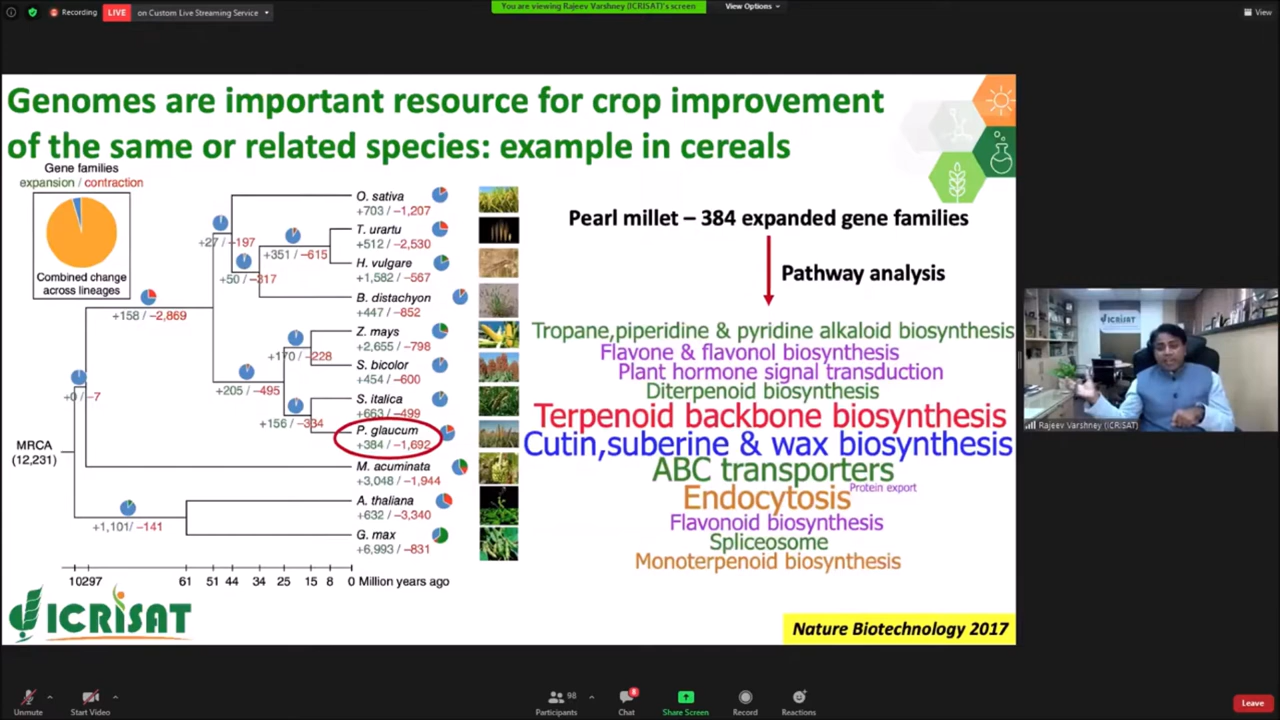 Recording
LIVE
on Custom Live Streaming Service
You are viewing Rajeev Varshney (ICRISAT)'s screen
View Options
View
Genomes are important resource for crop improvement
of the same or related species: example in cereals
Gene families
expansion / contraction
Combined change
across lineages
MRCA
(12,231)
+0 / –7
+158 / –2,869
+27 / –197
+50 / –317
+351 / –615
+205 / –495
+170 / –228
+156 / –334
+1,101 / –141
O. sativa
+703 / –1,207
T. urartu
+512 / –2,530
H. vulgare
+1,582 / –567
B. distachyon
+447 / –852
Z. mays
+2,655 / –798
S. bicolor
+454 / –600
S. italica
+663 / –499
P. glaucum
+384 / –1,692
M. acuminata
+3,048 / –1,944
A. thaliana
+632 / –3,340
G. max
+6,993 / –831
10297 61 51 44 34 25 15 8 0 Million years ago
Pearl millet – 384 expanded gene families
Pathway analysis
Tropane,piperidine & pyridine alkaloid biosynthesis
Flavone & flavonol biosynthesis
Plant hormone signal transduction
Diterpenoid biosynthesis
Terpenoid backbone biosynthesis
Cutin,suberine & wax biosynthesis
ABC transporters
Endocytosis
Protein export
Flavonoid biosynthesis
Spliceosome
Monoterpenoid biosynthesis
ICRISAT
Nature Biotechnology 2017
ICRISAT
Rajeev Varshney (ICRISAT)
Unmute
Start Video
98
Participants
8
Chat
Share Screen
Record
Reactions
Leave